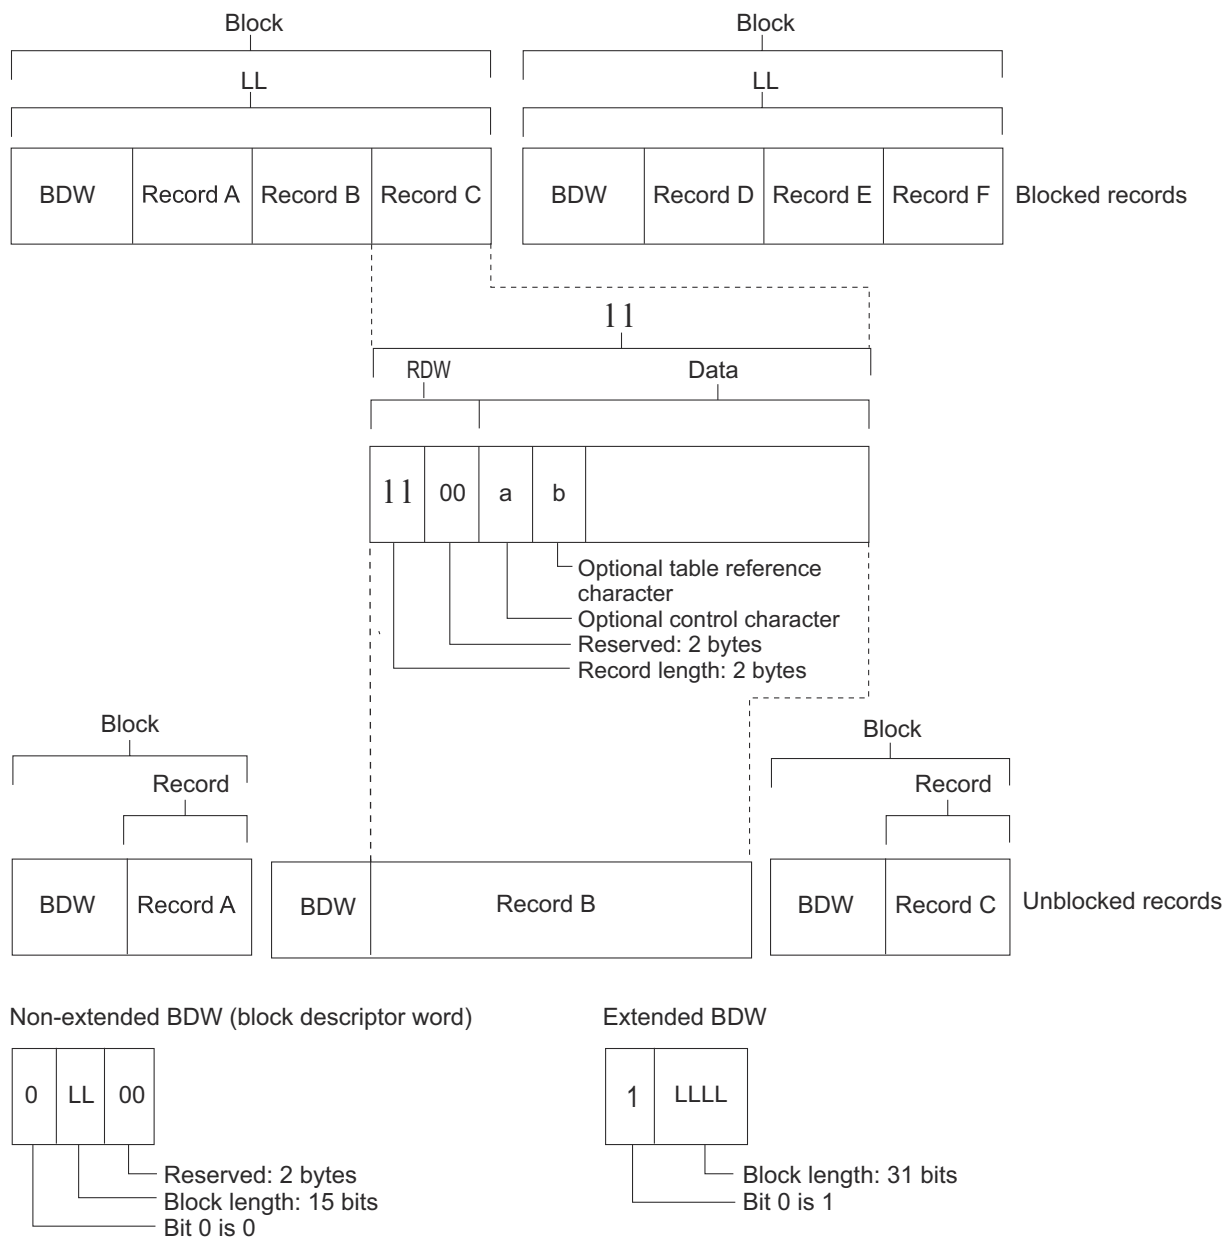 Block
Block
LL
LL
BDW
Record A
Record B
Record C
BDW
Record D
Record E
Record F
Blocked records
ll
RDW
Data
ll
00
a
b
Optional table reference
character
Optional control character
Reserved: 2 bytes
Record length: 2 bytes
Block
Record
Block
Record
BDW
Record A
BDW
Record B
BDW
Record C
Unblocked records
Non-extended BDW (block descriptor word)
Extended BDW
0
LL
00
1
LLLL
Reserved: 2 bytes
Block length: 15 bits
Bit 0 is 0
Block length: 31 bits
Bit 0 is 1